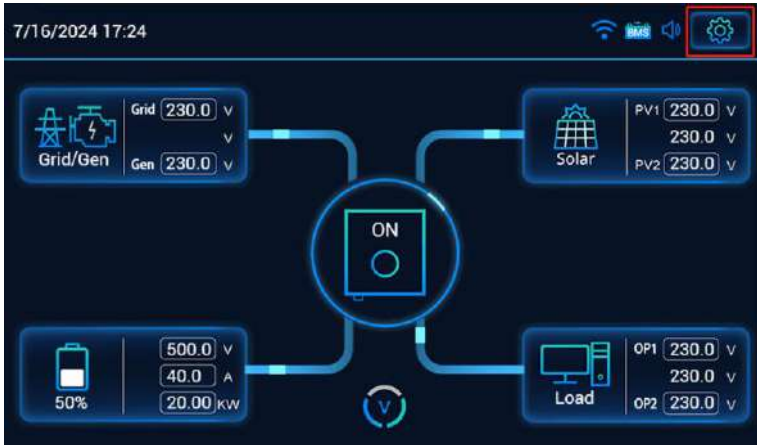 7/16/2024 17:24
BMS
Grid 230.0 V
V
Gen 230.0 V
Grid/Gen
PV1 230.0 V
230.0 V
PV2 230.0 V
Solar
ON
500.0 V
40.0 A
20.00 KW
50%
V
OP1 230.0 V
230.0 V
OP2 230.0 V
Load